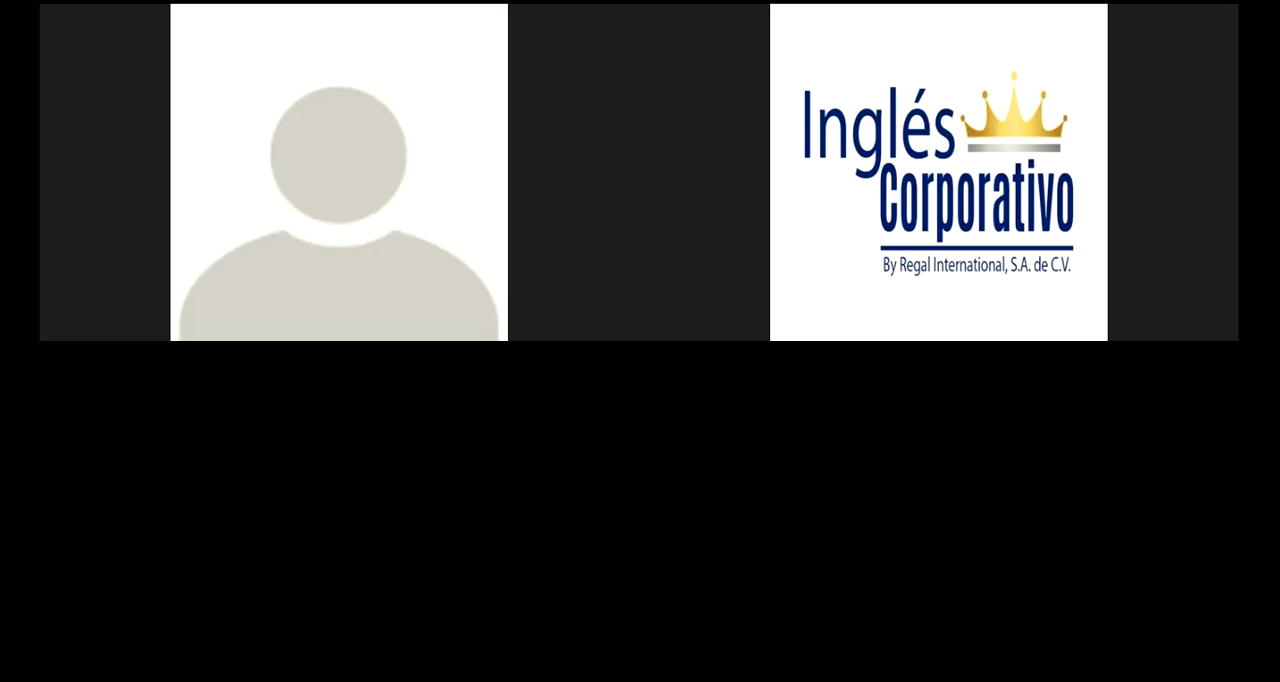 Inglés
Corporativo
By Regal International, S.A. de C.V.